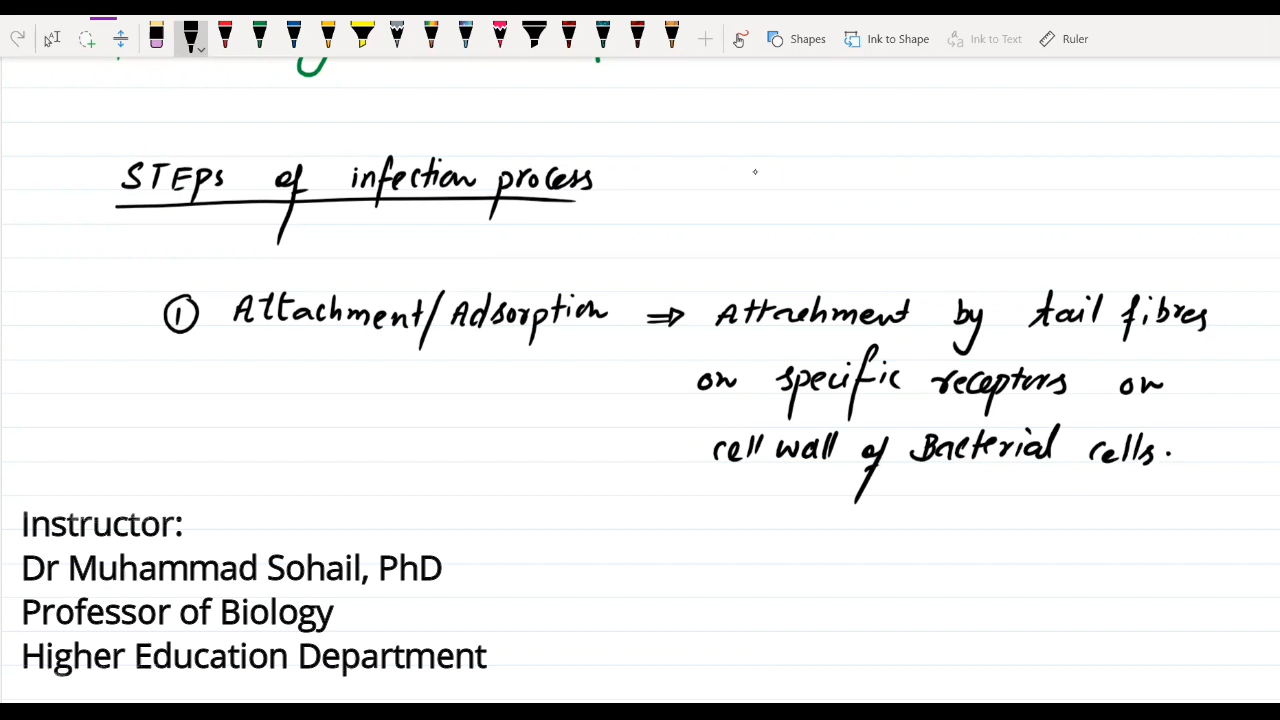 Shapes
Ink to Shape
Ink to Text
Ruler
STEPs of infection process
① Attachment/Adsorption ⇒ Attachment by tail fibres
on specific receptors on
cell wall of Bacterial cells.
Instructor:
Dr Muhammad Sohail, PhD
Professor of Biology
Higher Education Department